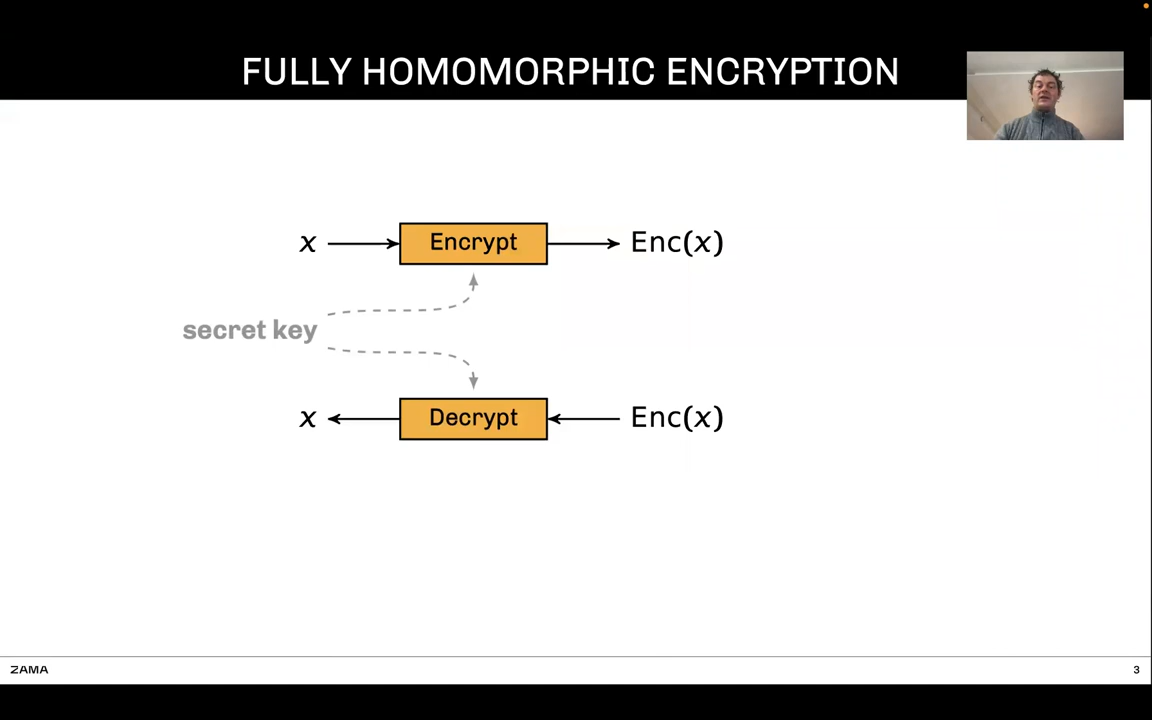 FULLY HOMOMORPHIC ENCRYPTION
x Encrypt Enc(x)
secret key
x Decrypt Enc(x)
ZAMA 3